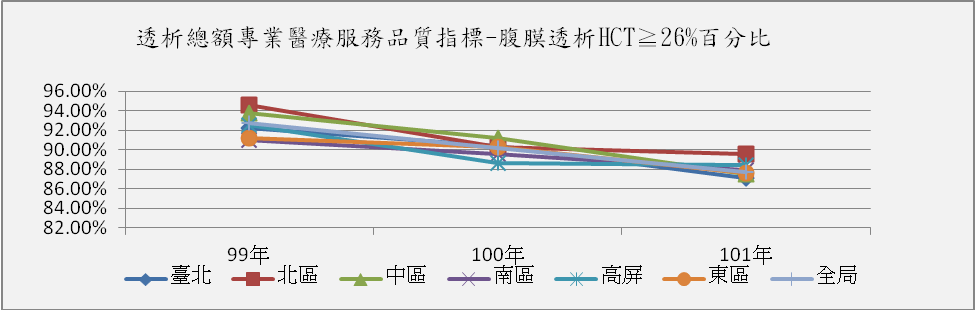 透析總額專業醫療服務品質指標-腹膜透析HCT≧26%百分比
96.00%
94.00%
92.00%
90.00%
88.00%
86.00%
84.00%
82.00%
99年 100年 101年
臺北 北區 中區 南區 高屏 東區 全局